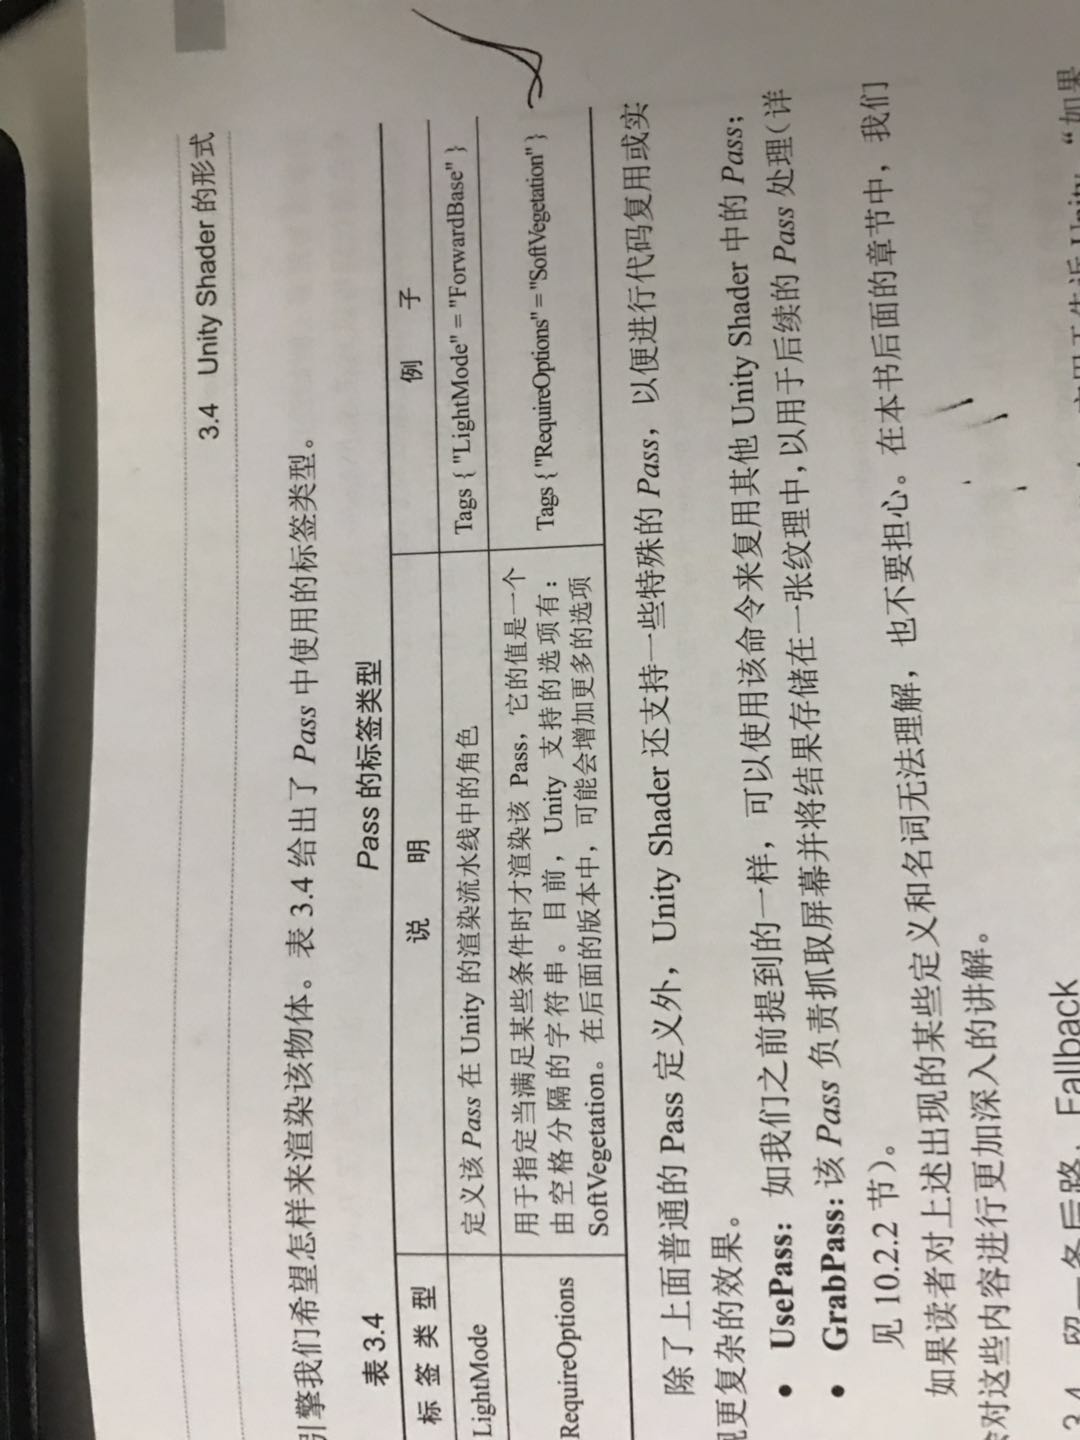 3.4 Unity Shader 的形式
引擎我们希望怎样来渲染该物体。表 3.4 给出了 Pass 中使用的标签类型。
表 3.4 Pass 的标签类型
标签类型 说 明 例 子
LightMode 定义该 Pass 在 Unity 的渲染流水线中的角色 Tags { "LightMode" = "ForwardBase" }
用于指定当满足某些条件时才渲染该 Pass，它的值是一个
RequireOptions 由空格分隔的字符串。目前，Unity 支持的选项有： Tags { "RequireOptions" = "SoftVegetation" }
SoftVegetation。在后面的版本中，可能会增加更多的选项
除了上面普通的 Pass 定义外，Unity Shader 还支持一些特殊的 Pass，以便进行代码复用或实
现更复杂的效果。
● UsePass：如我们之前提到的一样，可以使用该命令来复用其他 Unity Shader 中的 Pass；
● GrabPass：该 Pass 负责抓取屏幕并将结果存储在一张纹理中，以用于后续的 Pass 处理（详
见 10.2.2 节）。
如果读者对上述出现的某些定义和名词无法理解，也不要担心。在本书后面的章节中，我们
会对这些内容进行更加深入的讲解。
3.4 留一条后路：Fallback
Unity，“如果